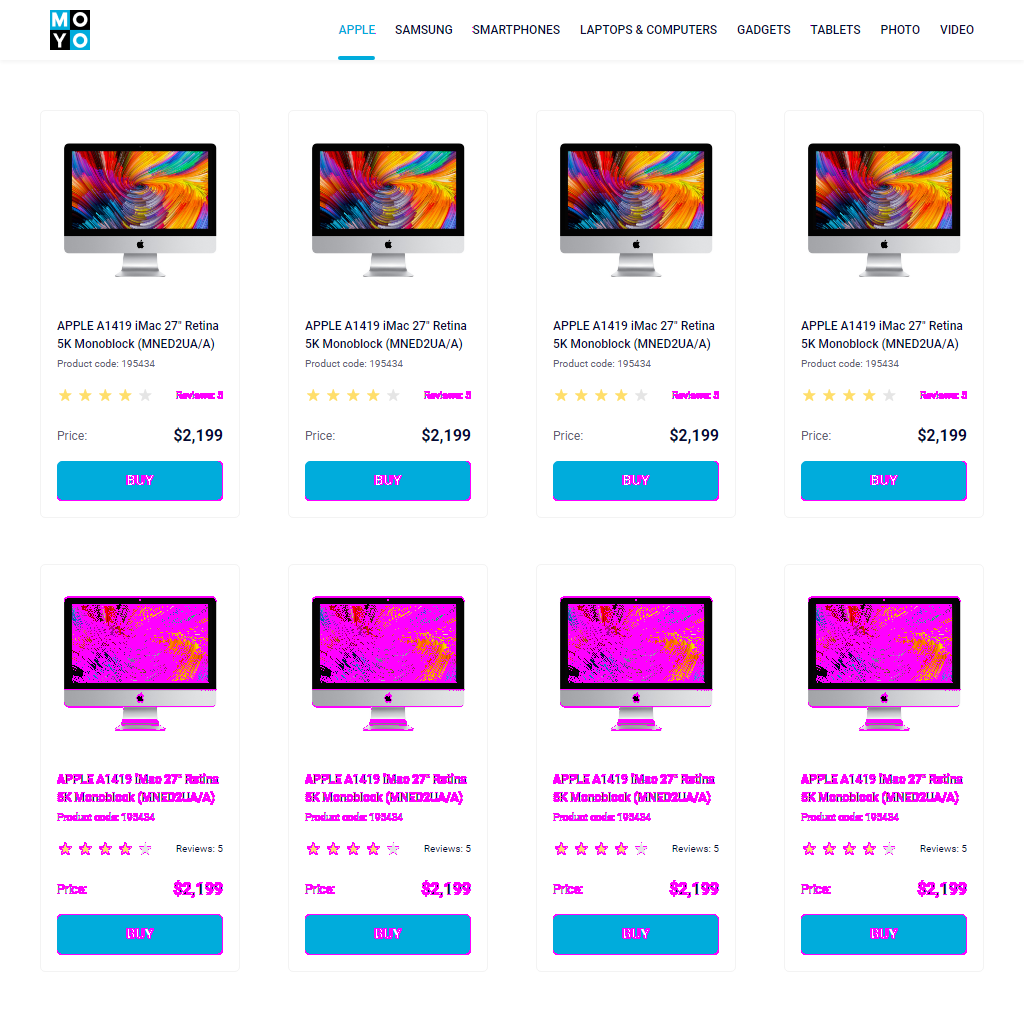 MO
YO
APPLE SAMSUNG SMARTPHONES LAPTOPS & COMPUTERS GADGETS TABLETS PHOTO VIDEO
APPLE A1419 iMac 27" Retina APPLE A1419 iMac 27" Retina APPLE A1419 iMac 27" Retina APPLE A1419 iMac 27" Retina
5K Monoblock (MNED2UA/A) 5K Monoblock (MNED2UA/A) 5K Monoblock (MNED2UA/A) 5K Monoblock (MNED2UA/A)
Product code: 195434 Product code: 195434 Product code: 195434 Product code: 195434
Reviews: 5 Reviews: 5 Reviews: 5 Reviews: 5
Price: $2,199 Price: $2,199 Price: $2,199 Price: $2,199
BUY BUY BUY BUY
APPLE A1419 iMac 27" Retina APPLE A1419 iMac 27" Retina APPLE A1419 iMac 27" Retina APPLE A1419 iMac 27" Retina
5K Monoblock (MNED2UA/A) 5K Monoblock (MNED2UA/A) 5K Monoblock (MNED2UA/A) 5K Monoblock (MNED2UA/A)
Product code: 195434 Product code: 195434 Product code: 195434 Product code: 195434
Reviews: 5 Reviews: 5 Reviews: 5 Reviews: 5
Price: $2,199 Price: $2,199 Price: $2,199 Price: $2,199
BUY BUY BUY BUY